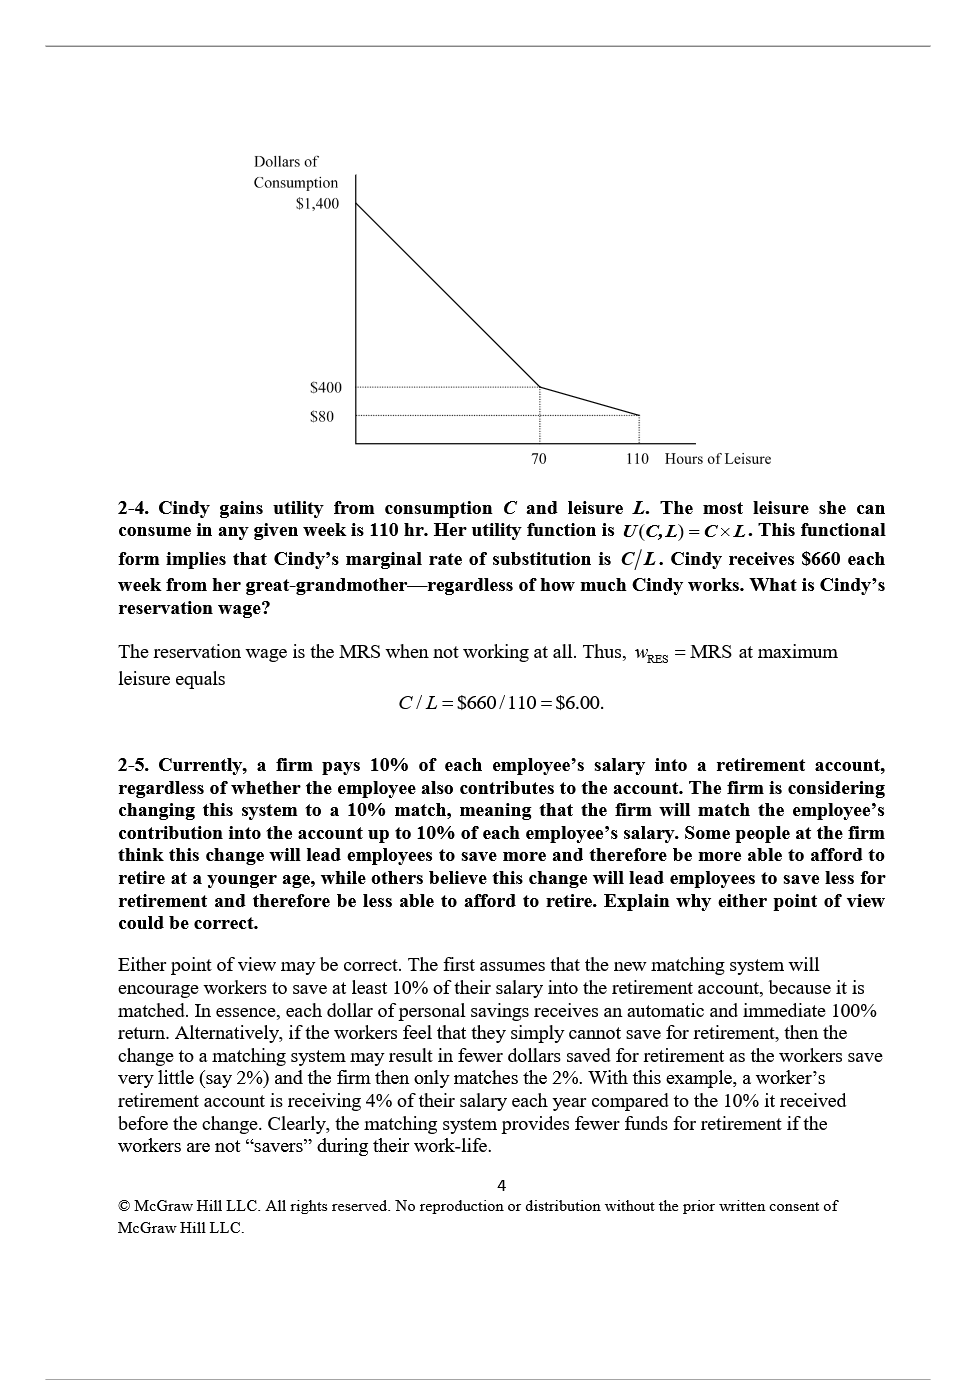 Dollars of
Consumption
$1,400
$400
$80
70
110 Hours of Leisure
2-4. Cindy gains utility from consumption C and leisure L. The most leisure she can
consume in any given week is 110 hr. Her utility function is U(C,L) = C×L. This functional
form implies that Cindy’s marginal rate of substitution is C/L. Cindy receives $660 each
week from her great-grandmother—regardless of how much Cindy works. What is Cindy’s
reservation wage?
The reservation wage is the MRS when not working at all. Thus, wRES = MRS at maximum
leisure equals
C / L = $660/110 = $6.00.
2-5. Currently, a firm pays 10% of each employee’s salary into a retirement account,
regardless of whether the employee also contributes to the account. The firm is considering
changing this system to a 10% match, meaning that the firm will match the employee’s
contribution into the account up to 10% of each employee’s salary. Some people at the firm
think this change will lead employees to save more and therefore be more able to afford to
retire at a younger age, while others believe this change will lead employees to save less for
retirement and therefore be less able to afford to retire. Explain why either point of view
could be correct.
Either point of view may be correct. The first assumes that the new matching system will
encourage workers to save at least 10% of their salary into the retirement account, because it is
matched. In essence, each dollar of personal savings receives an automatic and immediate 100%
return. Alternatively, if the workers feel that they simply cannot save for retirement, then the
change to a matching system may result in fewer dollars saved for retirement as the workers save
very little (say 2%) and the firm then only matches the 2%. With this example, a worker’s
retirement account is receiving 4% of their salary each year compared to the 10% it received
before the change. Clearly, the matching system provides fewer funds for retirement if the
workers are not “savers” during their work-life.
4
© McGraw Hill LLC. All rights reserved. No reproduction or distribution without the prior written consent of
McGraw Hill LLC.